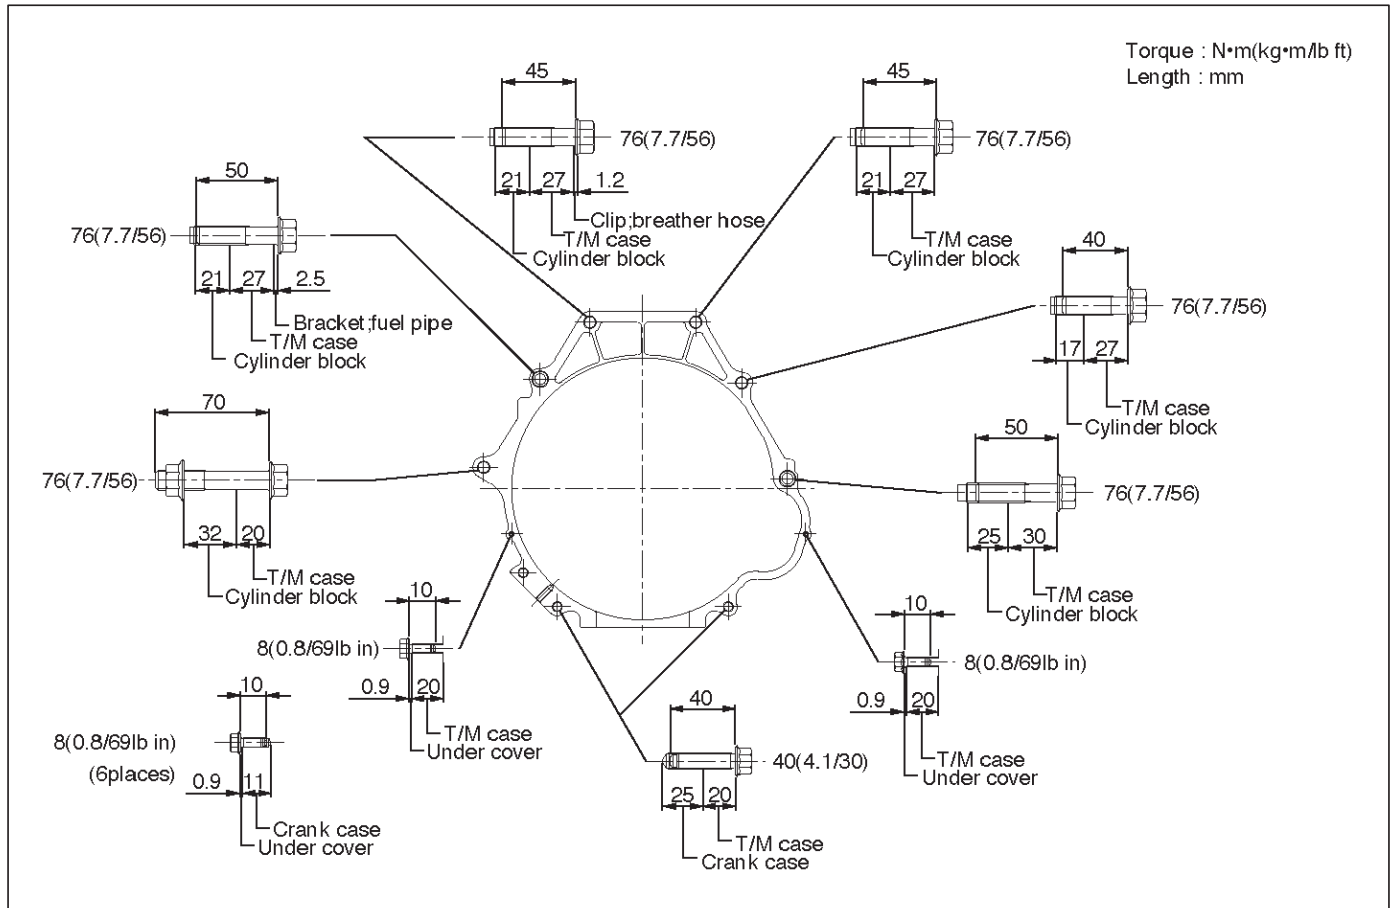 Torque : N•m(kg•m/lb ft)
Length : mm
45
76(7.7/56)
21 27 1.2
Clip;breather hose
T/M case
Cylinder block
45
76(7.7/56)
21 27
T/M case
Cylinder block
50
76(7.7/56)
21 27 2.5
Bracket;fuel pipe
T/M case
Cylinder block
40
76(7.7/56)
17 27
T/M case
Cylinder block
70
76(7.7/56)
32 20
T/M case
Cylinder block
50
76(7.7/56)
25 30
T/M case
Cylinder block
10
8(0.8/69lb in)
0.9 20
T/M case
Under cover
10
8(0.8/69lb in)
0.9 20
T/M case
Under cover
10
8(0.8/69lb in)
(6places)
0.9 11
Crank case
Under cover
40
40(4.1/30)
25 20
T/M case
Crank case